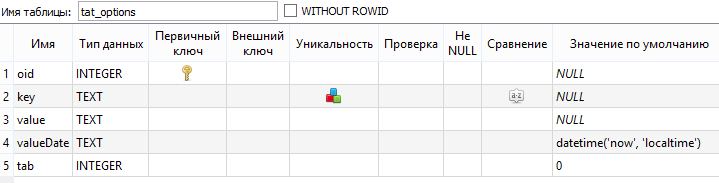 Имя таблицы: tat_options WITHOUT ROWID
Имя Тип данных Первичный ключ Внешний ключ Уникальность Проверка Не NULL Сравнение Значение по умолчанию
1 oid INTEGER NULL
2 key TEXT a-z NULL
3 value TEXT NULL
4 valueDate TEXT datetime('now', 'localtime')
5 tab INTEGER 0